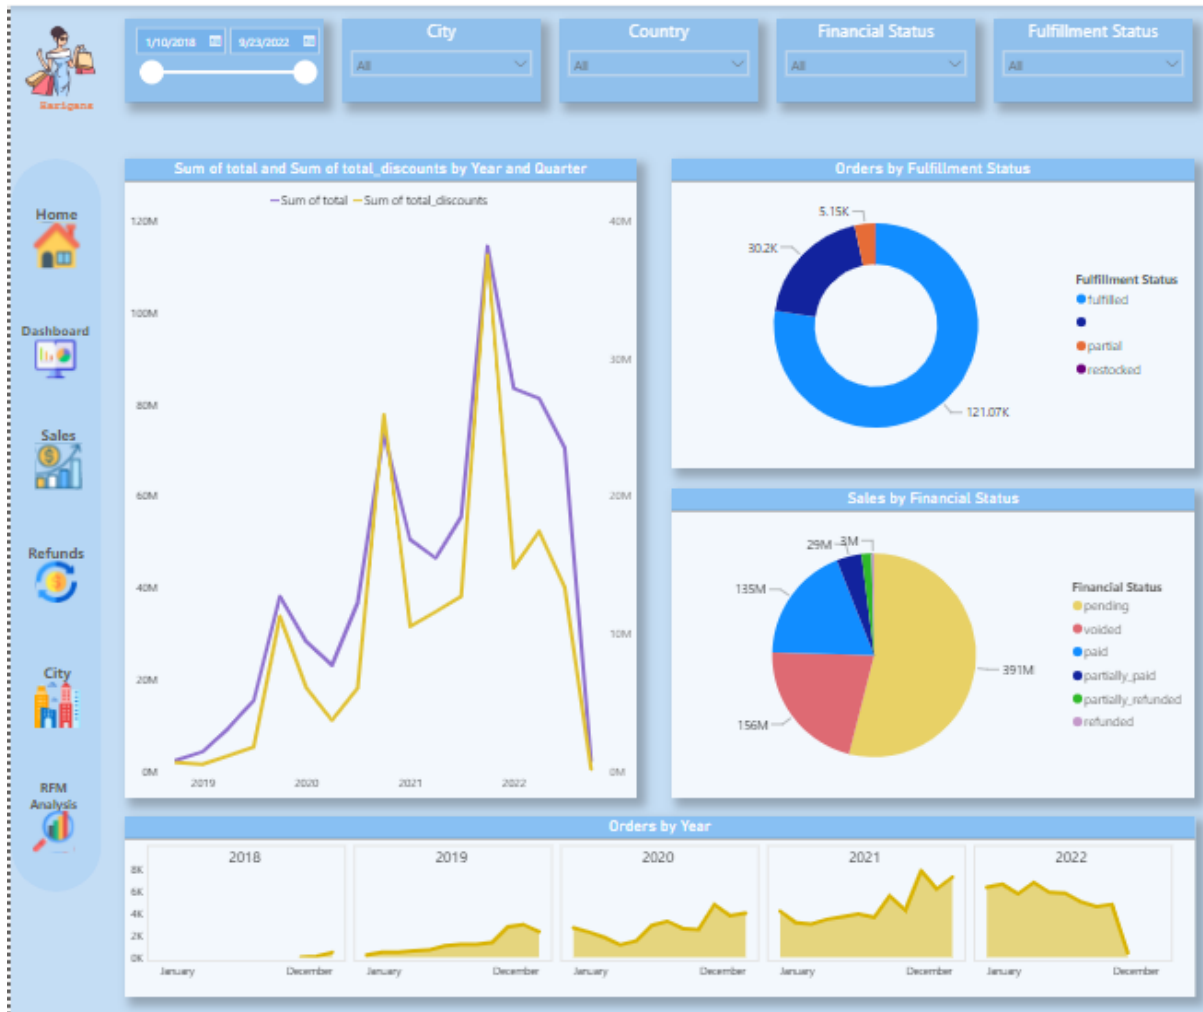 Sarigans
1/10/2018
9/23/2022
City
All
Country
All
Financial Status
All
Fulfillment Status
All
Home
Dashboard
Sales
Refunds
City
RFM
Analysis
Sum of total and Sum of total_discounts by Year and Quarter
Sum of total
Sum of total_discounts
120M
100M
80M
60M
40M
20M
0M
40M
30M
20M
10M
0M
2019
2020
2021
2022
Orders by Fulfillment Status
5.15K
30.2K
121.07K
Fulfillment Status
fulfilled
partial
restocked
Sales by Financial Status
29M
3M
135M
391M
156M
Financial Status
pending
voided
paid
partially_paid
partially_refunded
refunded
Orders by Year
2018
2019
2020
2021
2022
8K
6K
4K
2K
0K
January
December
January
December
January
December
January
December
January
December